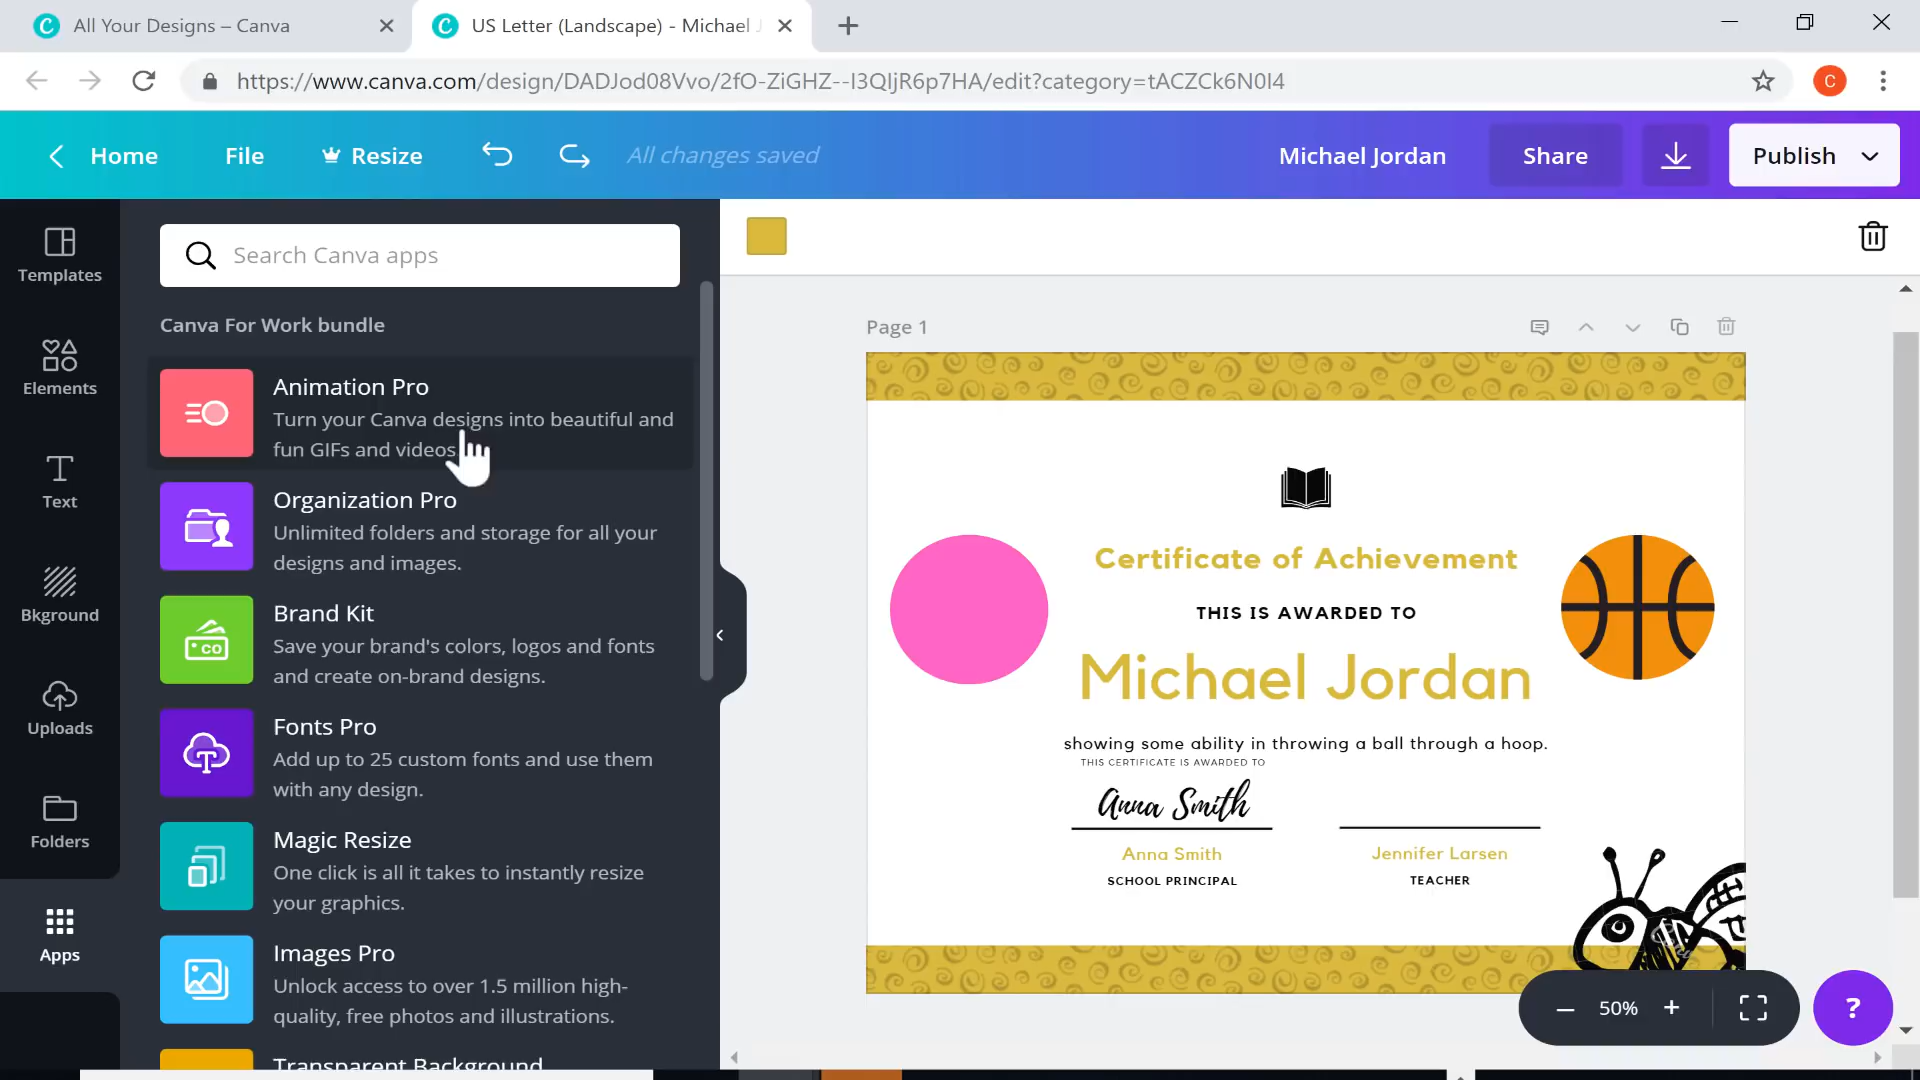 All Your Designs – Canva
US Letter (Landscape) - Michael J
https://www.canva.com/design/DADJod08Vvo/2fO-ZiGHZ--I3QIjR6p7HA/edit?category=tACZCk6N0I4
C
Home
File
Resize
All changes saved
Michael Jordan
Share
Publish
Templates
Elements
Text
Bkground
Uploads
Folders
Apps
Search Canva apps
Canva For Work bundle
Animation Pro
Turn your Canva designs into beautiful and
fun GIFs and videos.
Organization Pro
Unlimited folders and storage for all your
designs and images.
Brand Kit
CO
Save your brand's colors, logos and fonts
and create on-brand designs.
Fonts Pro
Add up to 25 custom fonts and use them
with any design.
Magic Resize
One click is all it takes to instantly resize
your graphics.
Images Pro
Unlock access to over 1.5 million high-
quality, free photos and illustrations.
Transparent Background
Page 1
Certificate of Achievement
THIS IS AWARDED TO
Michael Jordan
showing some ability in throwing a ball through a hoop.
THIS CERTIFICATE IS AWARDED TO
Anna Smith
Anna Smith
SCHOOL PRINCIPAL
Jennifer Larsen
TEACHER
50%
?